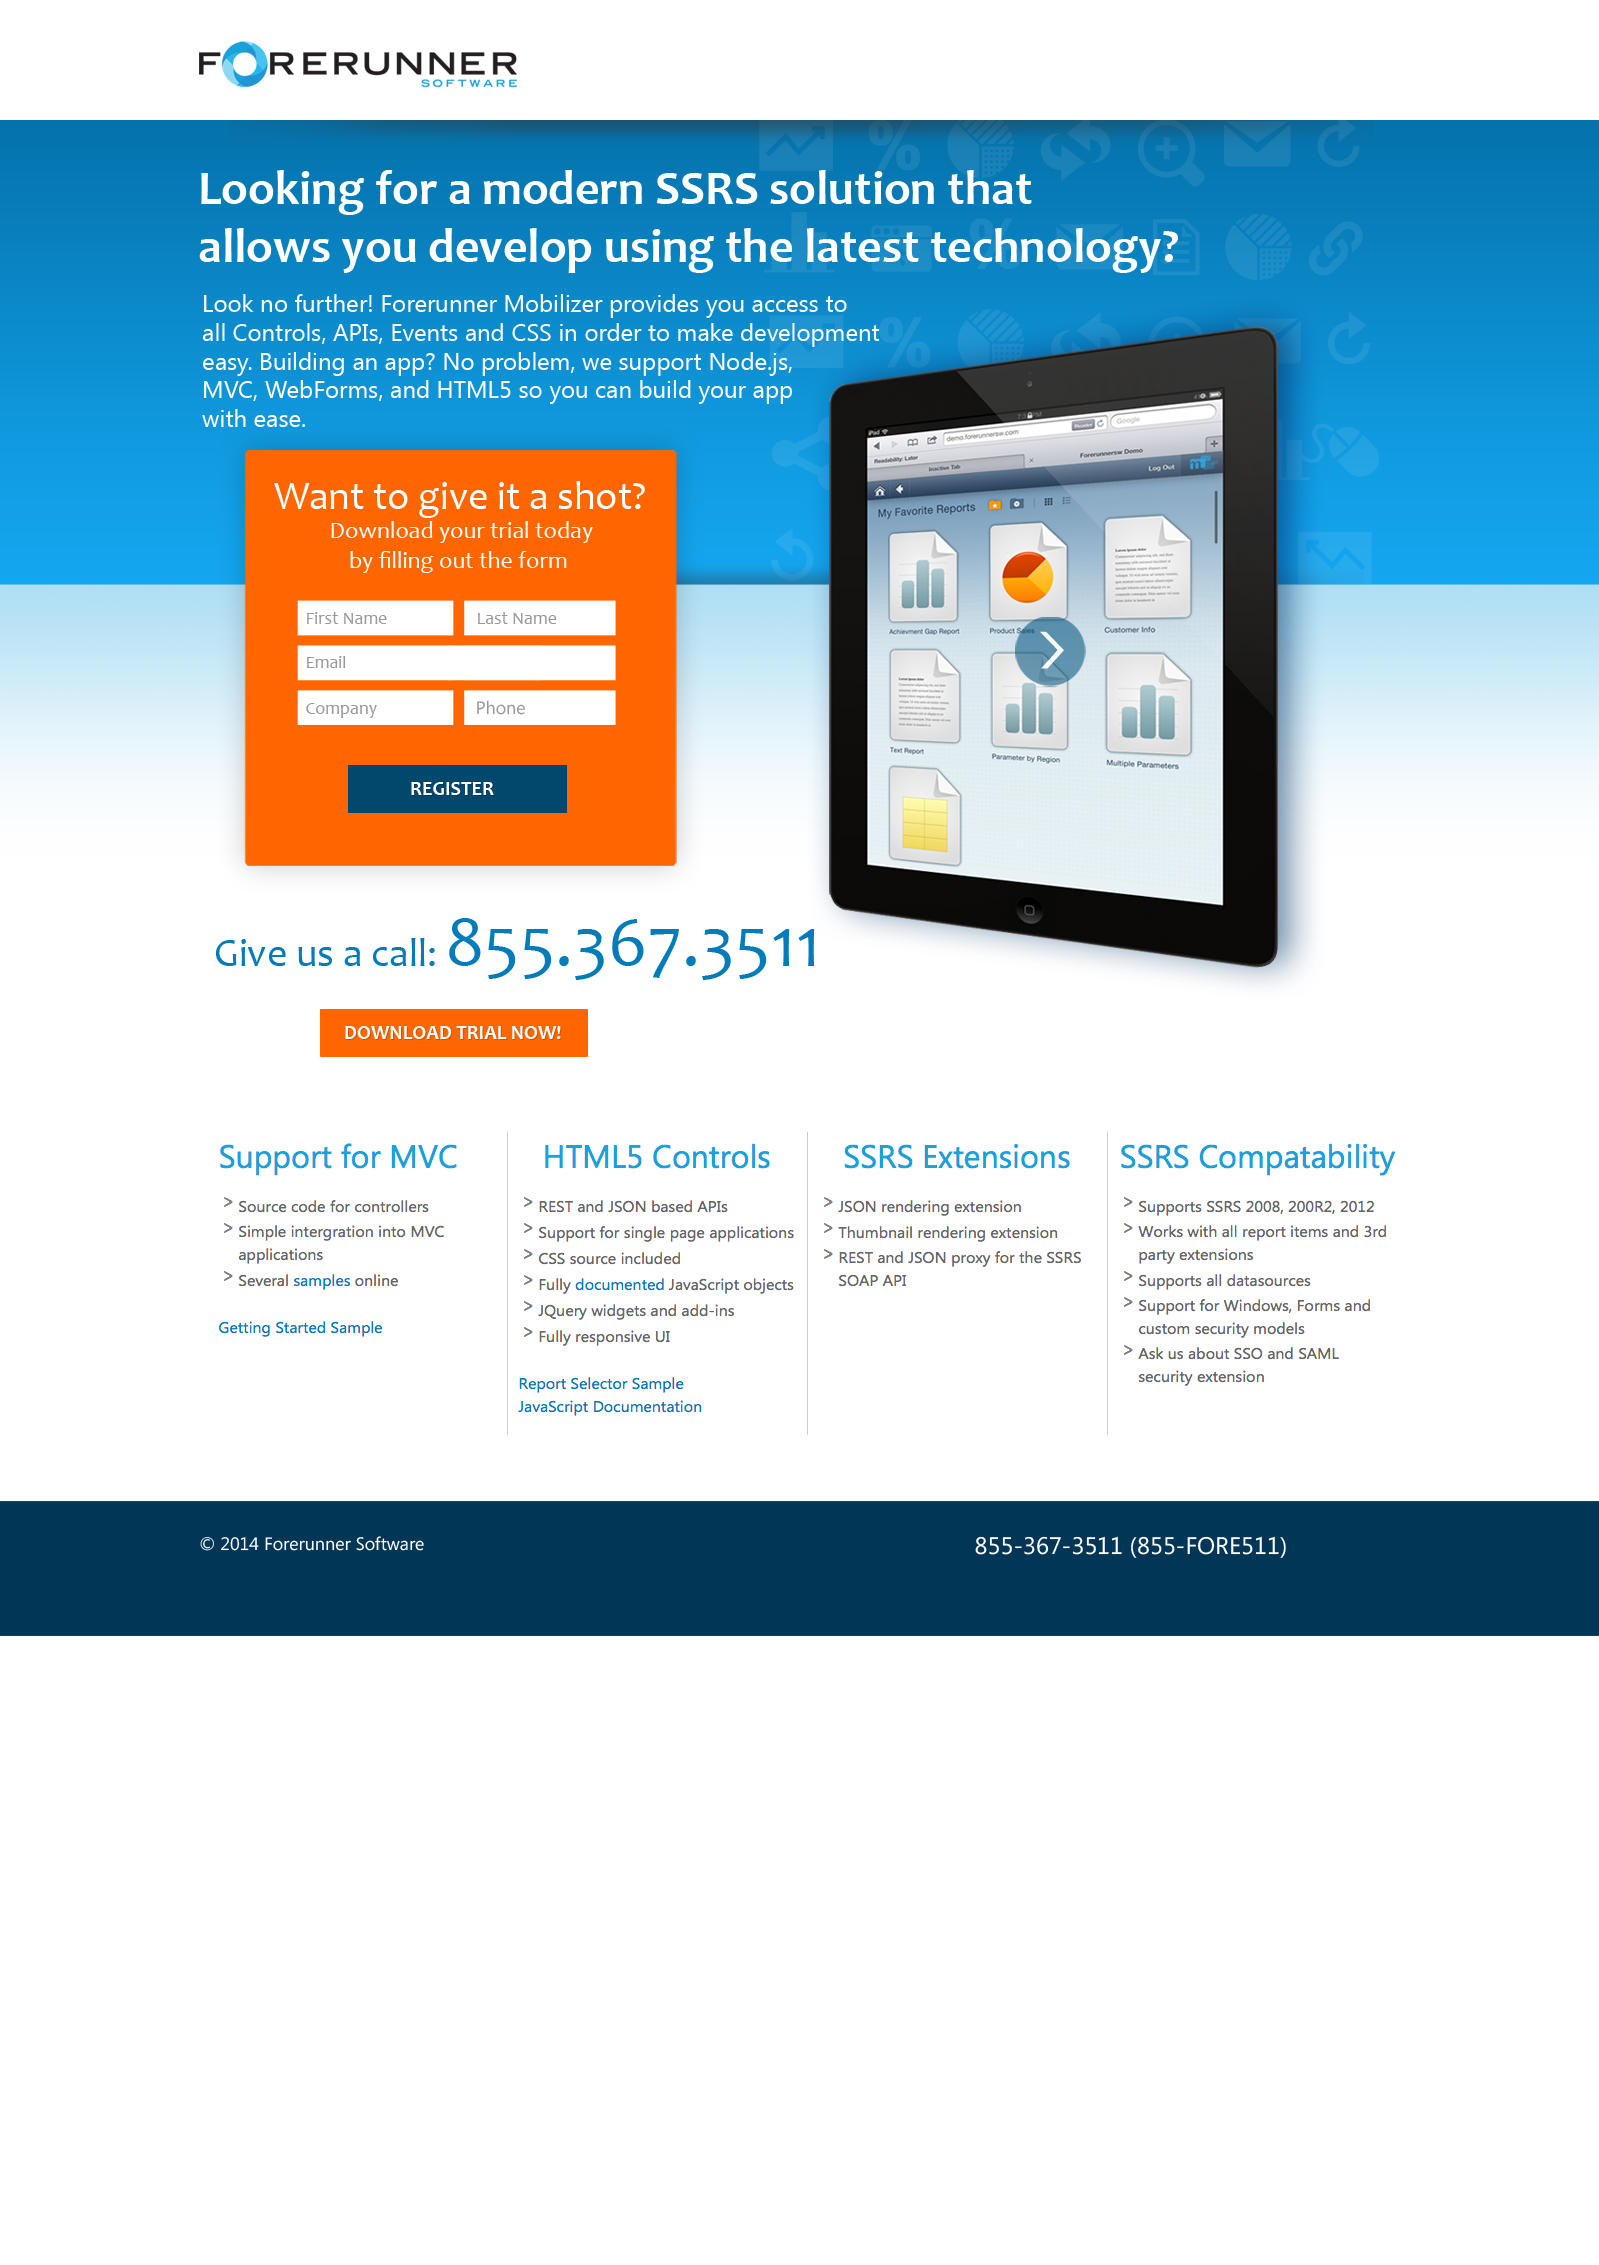 FORERUNNER
SOFTWARE
Looking for a modern SSRS solution that
allows you develop using the latest technology?
Look no further! Forerunner Mobilizer provides you access to
all Controls, APIs, Events and CSS in order to make development
easy. Building an app? No problem, we support Node.js,
MVC, WebForms, and HTML5 so you can build your app
with ease.
Want to give it a shot?
Download your trial today
by filling out the form
First Name
Last Name
Email
Company
Phone
REGISTER
iPad
demo.forerunnersw.com
Reader
Google
Readability: Later
Inactive Tab
Forerunnersw Demo
Log Out
My Favorite Reports
Achievment Gap Report
Product Sales
Customer Info
Text Report
Parameter by Region
Multiple Parameters
Give us a call: 855.367.3511
DOWNLOAD TRIAL NOW!
Support for MVC
> Source code for controllers
> Simple intergration into MVC
applications
> Several samples online
Getting Started Sample
HTML5 Controls
> REST and JSON based APIs
> Support for single page applications
> CSS source included
> Fully documented JavaScript objects
> JQuery widgets and add-ins
> Fully responsive UI
Report Selector Sample
JavaScript Documentation
SSRS Extensions
> JSON rendering extension
> Thumbnail rendering extension
> REST and JSON proxy for the SSRS
SOAP API
SSRS Compatability
> Supports SSRS 2008, 200R2, 2012
> Works with all report items and 3rd
party extensions
> Supports all datasources
> Support for Windows, Forms and
custom security models
> Ask us about SSO and SAML
security extension
© 2014 Forerunner Software
855-367-3511 (855-FORE511)